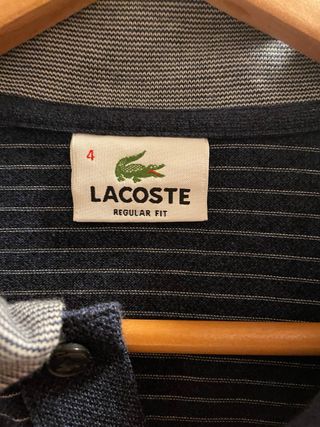 4
LACOSTE
REGULAR FIT